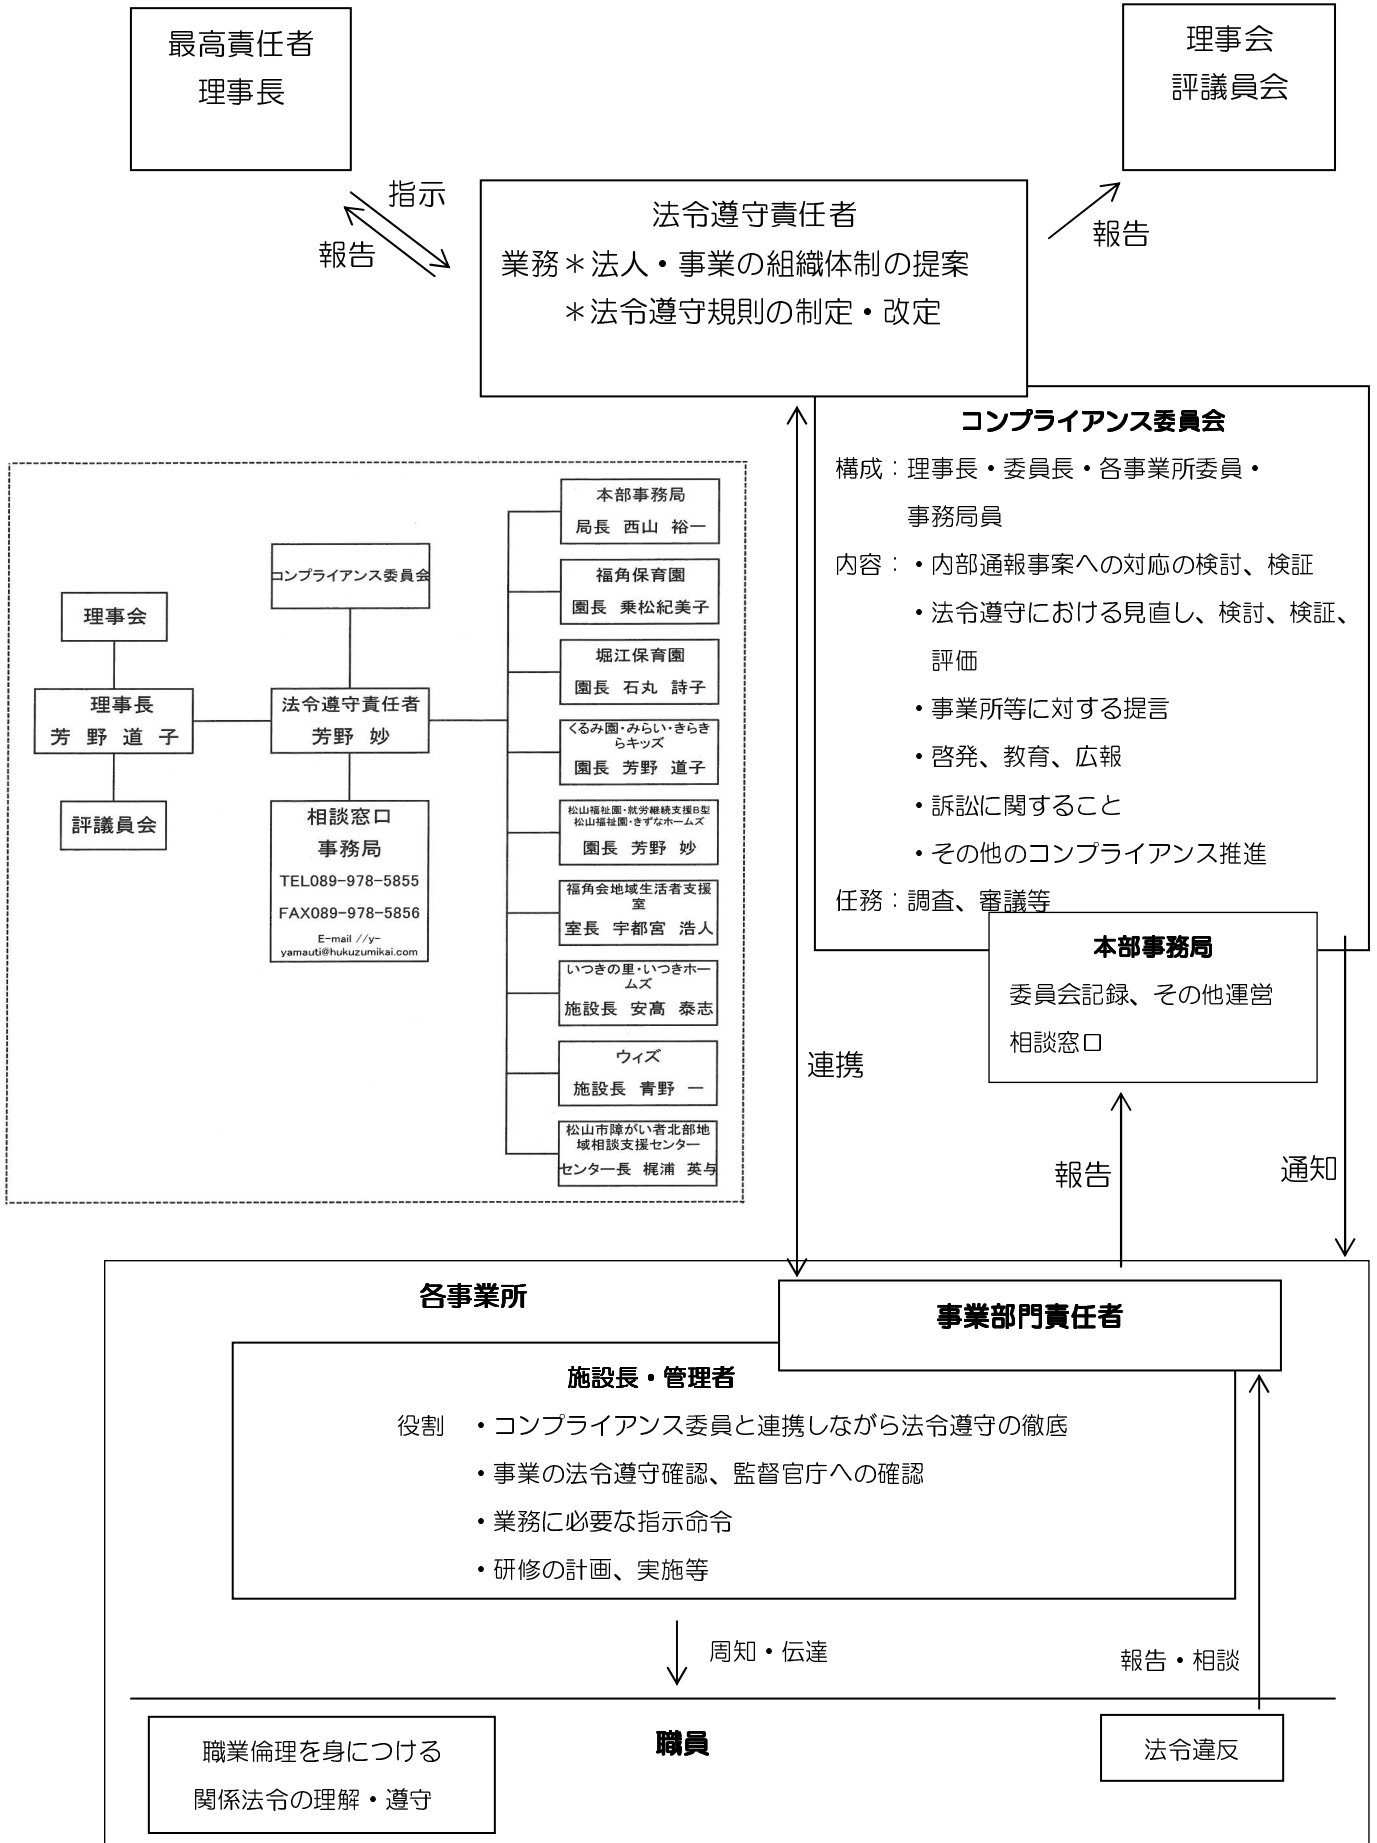 最高責任者
理事長
理事会
評議員会
指示
報告
報告
法令遵守責任者
業務＊法人・事業の組織体制の提案
＊法令遵守規則の制定・改定
コンプライアンス委員会
構成：理事長・委員長・各事業所委員・
事務局員
内容：・内部通報事案への対応の検討、検証
・法令遵守における見直し、検討、検証、
評価
・事業所等に対する提言
・啓発、教育、広報
・訴訟に関すること
・その他のコンプライアンス推進
任務：調査、審議等
本部事務局
委員会記録、その他運営
相談窓口
理事会
理事長
芳野 道子
評議員会
コンプライアンス委員会
法令遵守責任者
芳野 妙
相談窓口
事務局
TEL089-978-5855
FAX089-978-5856
E-mail //y-
yamauti@hukuzumikai.com
本部事務局
局長 西山 裕一
福角保育園
園長 乗松紀美子
堀江保育園
園長 石丸 詩子
くるみ園・みらい・きらき
らキッズ
園長 芳野 道子
松山福祉園・就労継続支援B型
松山福祉園・きずなホームズ
園長 芳野 妙
福角会地域生活者支援
室
室長 宇都宮 浩人
いつきの里・いつきホー
ムズ
施設長 安髙 泰志
ウィズ
施設長 青野 一
松山市障がい者北部地
域相談支援センター
センター長 梶浦 英与
連携
報告
通知
各事業所
事業部門責任者
施設長・管理者
役割 ・コンプライアンス委員と連携しながら法令遵守の徹底
・事業の法令遵守確認、監督官庁への確認
・業務に必要な指示命令
・研修の計画、実施等
周知・伝達
報告・相談
職員
職業倫理を身につける
関係法令の理解・遵守
法令違反